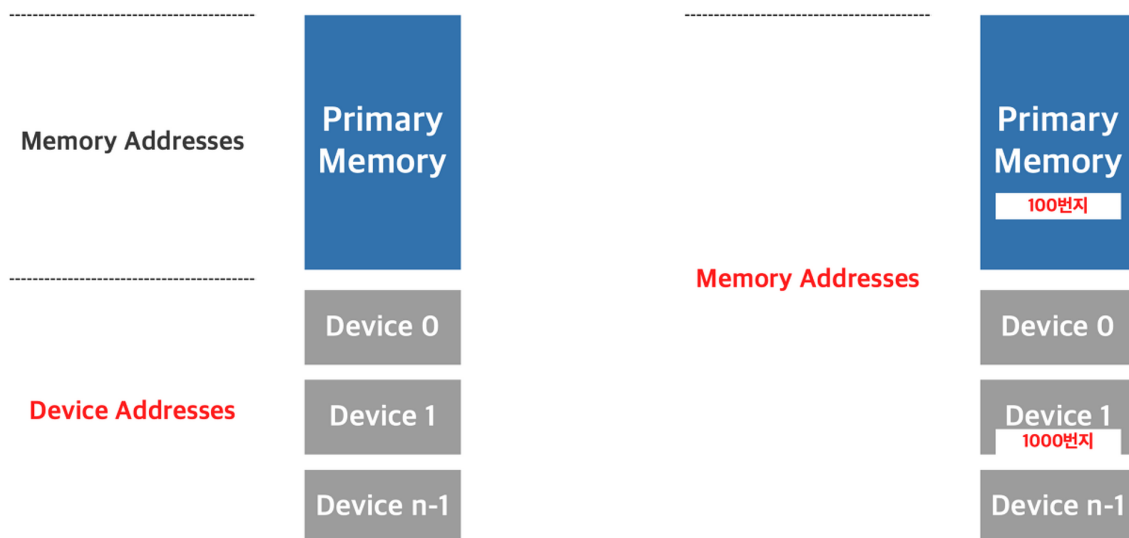 Memory Addresses
Primary
Memory
Device Addresses
Device 0
Device 1
Device n-1
Memory Addresses
Primary
Memory
100번지
Device 0
Device 1
1000번지
Device n-1